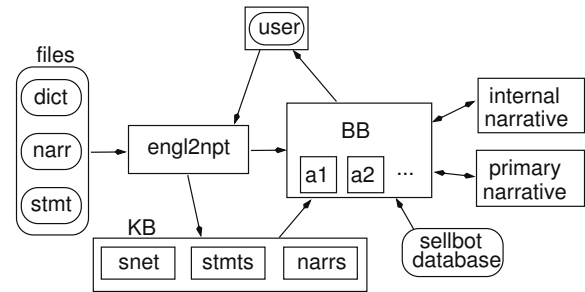 user
files
dict
narr
stmt
engl2npt
BB
a1 a2 ...
internal
narrative
primary
narrative
KB
snet stmts narrs
sellbot
database